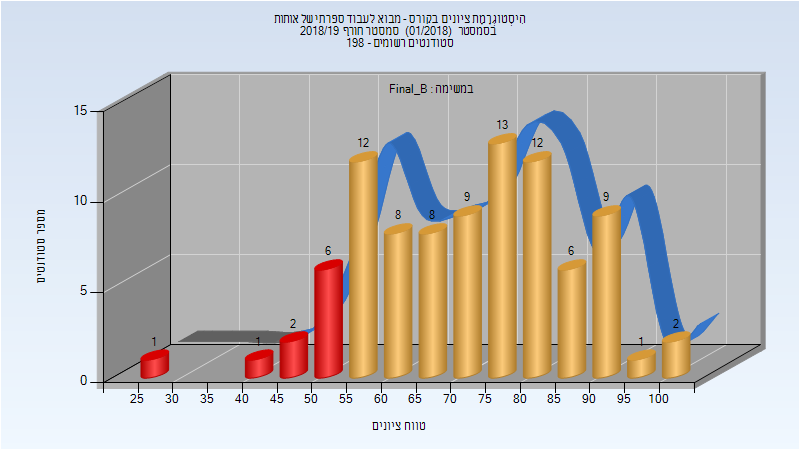 היסטוגרמת ציונים בקורס - מבוא לעבוד ספרתי של אותות
בסמסטר (01/2018) סמסטר חורף 2018/19
סטודנטים רשומים - 198
במשימה : Final_B
מספר סטודנטים
15
10
5
0
1 1 2 6 12 8 8 9 13 12 6 9 1 2
25 30 35 40 45 50 55 60 65 70 75 80 85 90 95 100
טווח ציונים